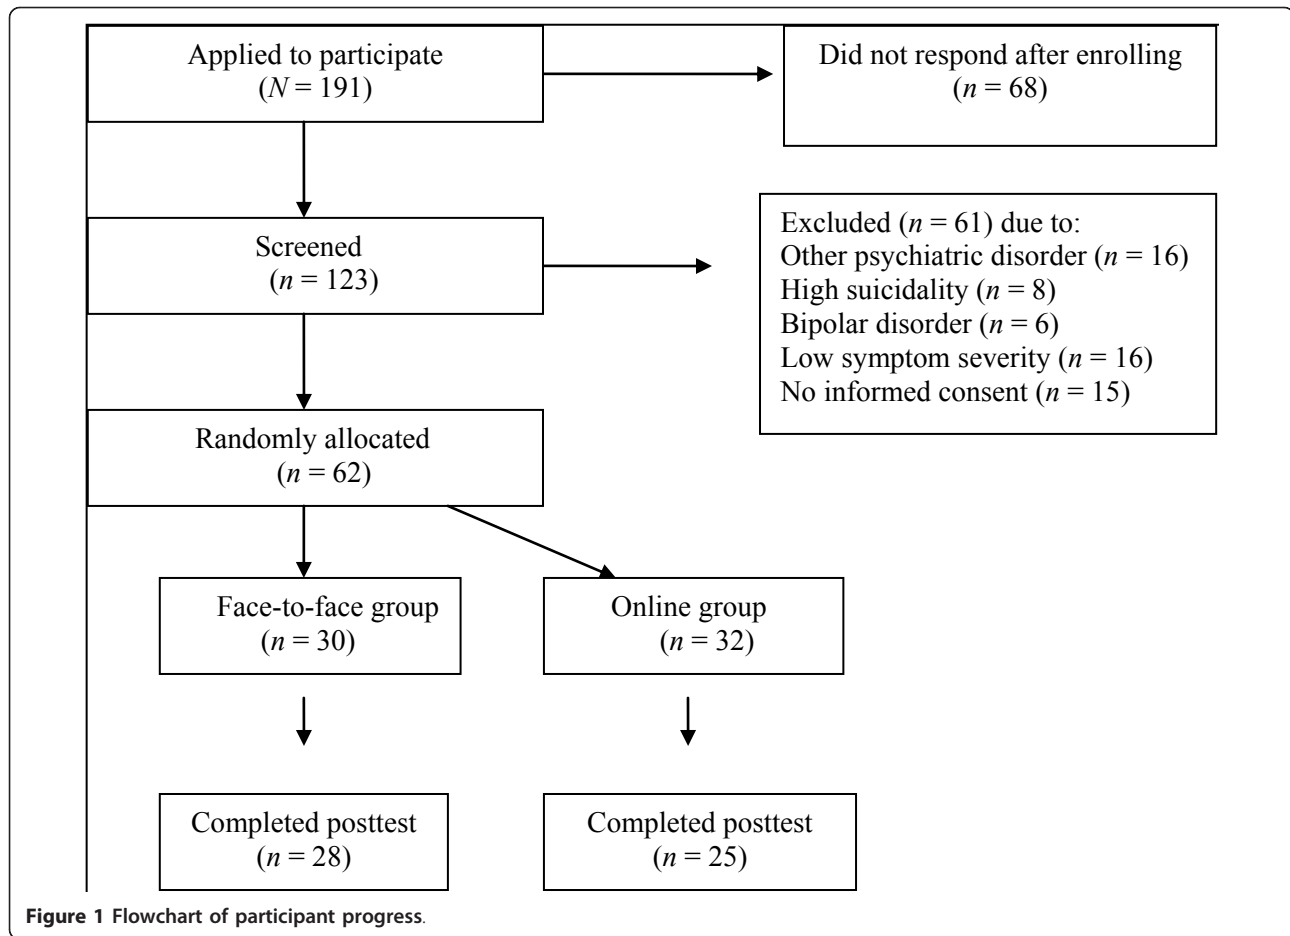 Applied to participate
(N = 191)
Did not respond after enrolling
(n = 68)
Screened
(n = 123)
Excluded (n = 61) due to:
Other psychiatric disorder (n = 16)
High suicidality (n = 8)
Bipolar disorder (n = 6)
Low symptom severity (n = 16)
No informed consent (n = 15)
Randomly allocated
(n = 62)
Face-to-face group
(n = 30)
Online group
(n = 32)
Completed posttest
(n = 28)
Completed posttest
(n = 25)
Figure 1 Flowchart of participant progress.